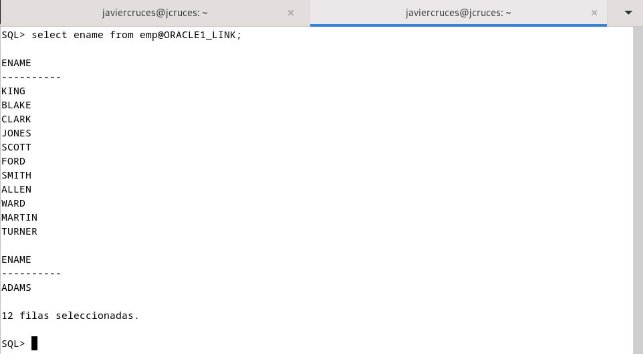 javiercruces@jcruces: ~
javiercruces@jcruces: ~
SQL> select ename from emp@ORACLE1_LINK;
ENAME
----------
KING
BLAKE
CLARK
JONES
SCOTT
FORD
SMITH
ALLEN
WARD
MARTIN
TURNER
ENAME
----------
ADAMS
12 filas seleccionadas.
SQL>